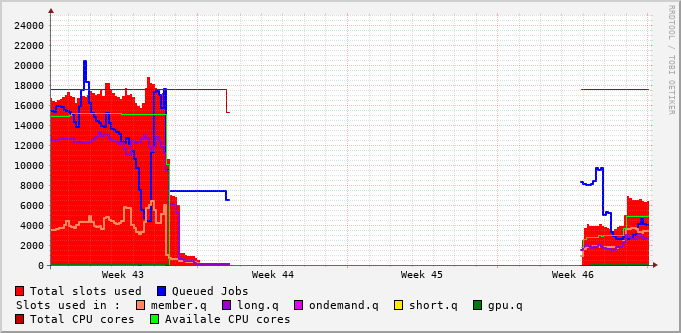 RRDTOOL / TOBI OETIKER
24000
22000
20000
18000
16000
14000
12000
10000
8000
6000
4000
2000
0
Week 43 Week 44 Week 45 Week 46
Total slots used Queued Jobs
Slots used in : member.q long.q ondemand.q short.q gpu.q
Total CPU cores Availale CPU cores